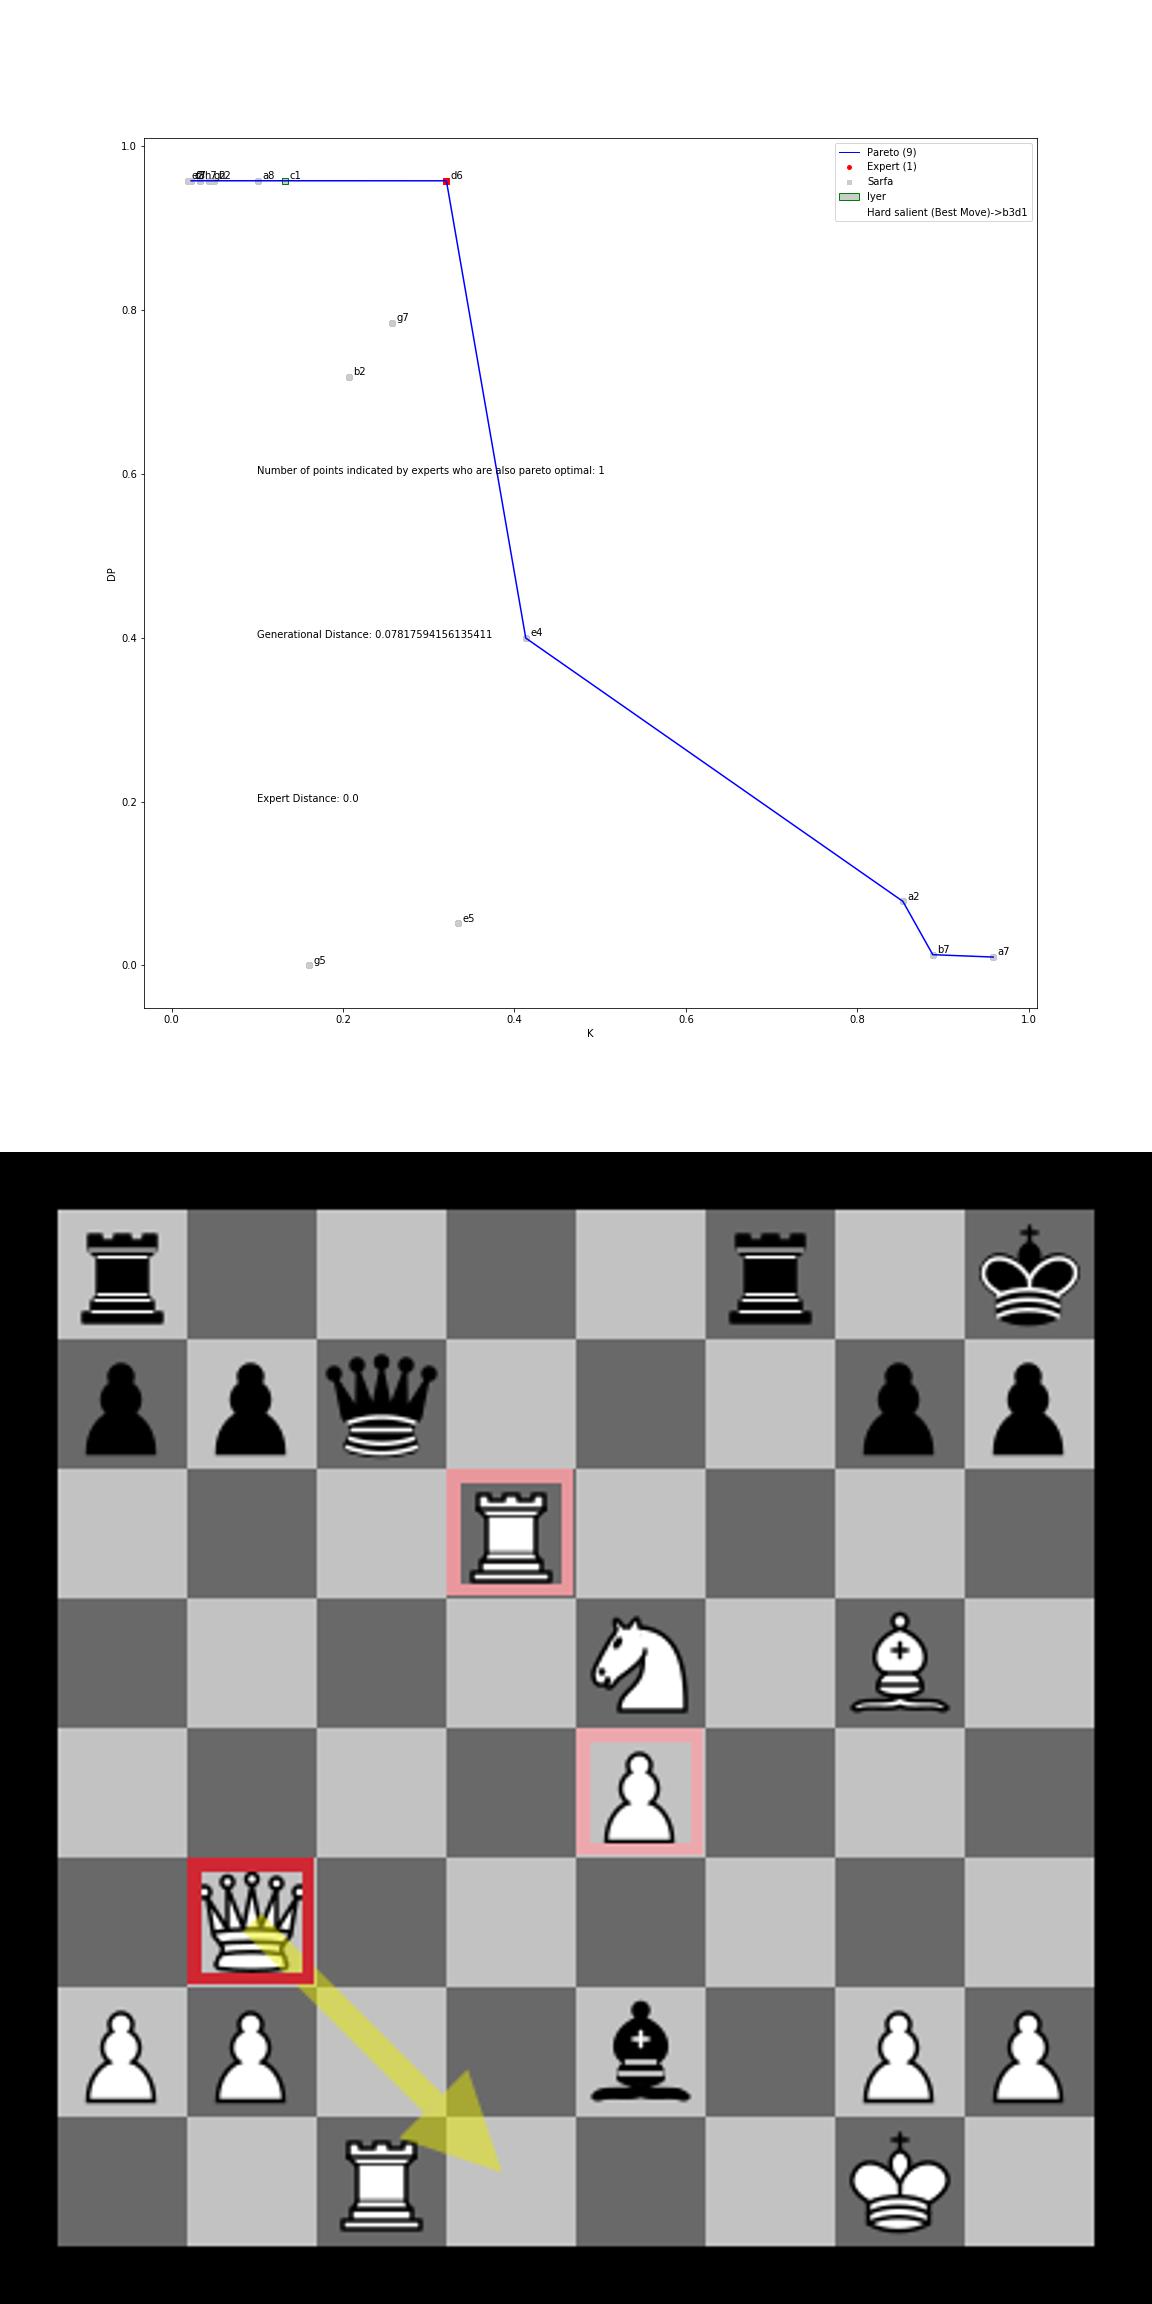 1.0
Pareto (9)
Expert (1)
Sarfa
Iyer
Hard salient (Best Move)->b3d1
a8
c1
d6
0.8
g7
b2
0.6
Number of points indicated by experts who are also pareto optimal: 1
DP
0.4
Generational Distance: 0.07817594156135411
e4
0.2
Expert Distance: 0.0
a2
e5
b7
a7
0.0
g5
0.0
0.2
0.4
0.6
0.8
1.0
K